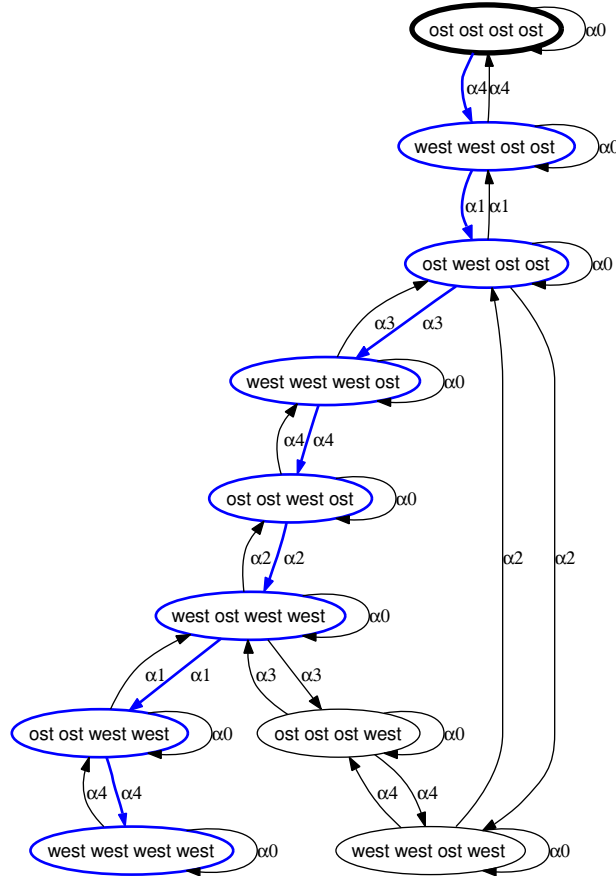 ost ost ost ost
α0
α4 α4
west west ost ost
α0
α1 α1
ost west ost ost
α0
α3 α3
west west west ost
α0
α4 α4
ost ost west ost
α0
α2 α2
α2 α2
west ost west west
α0
α1 α1 α3 α3
ost ost west west
α0
ost ost ost west
α0
α4 α4 α4 α4
west west west west
α0
west west ost west
α0